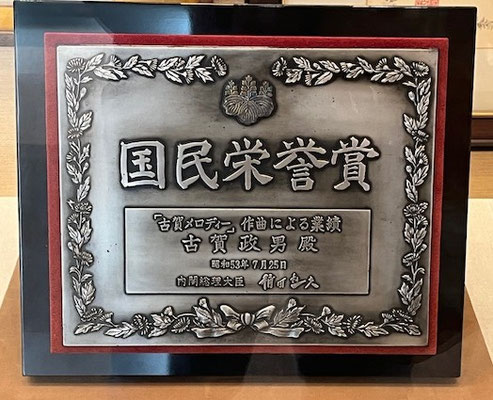 国民栄誉賞
「古賀メロディー」作曲による業績
古賀政男殿
昭和53年7月25日
内閣総理大臣